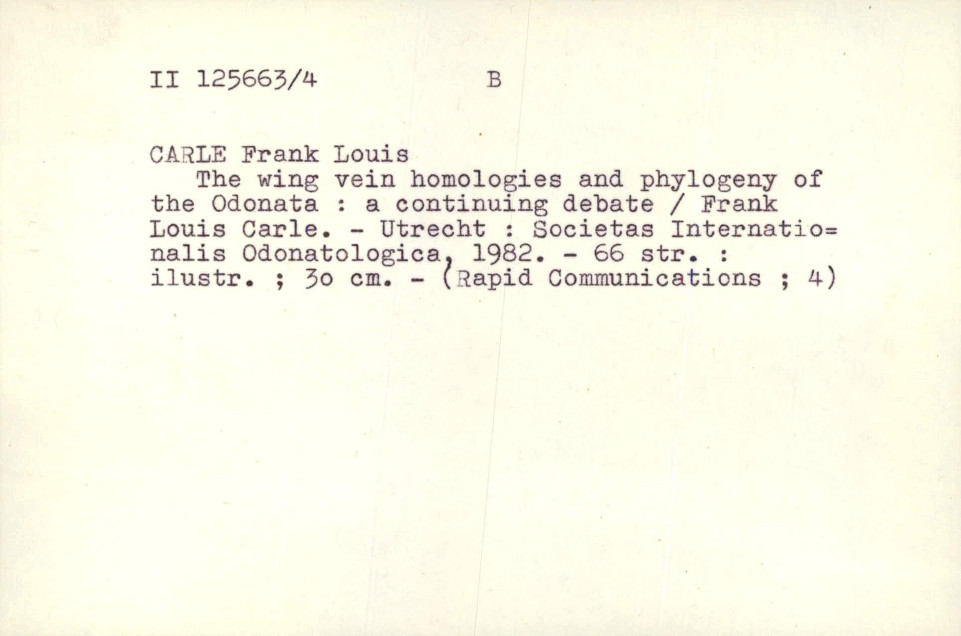 II 125663/4 B
CARLE Frank Louis
The wing vein homologies and phylogeny of
the Odonata : a continuing debate / Frank
Louis Carle. - Utrecht : Societas Internatio=
nalis Odonatologica, 1982. - 66 str. :
ilustr. ; 3o cm. - (Rapid Communications ; 4)